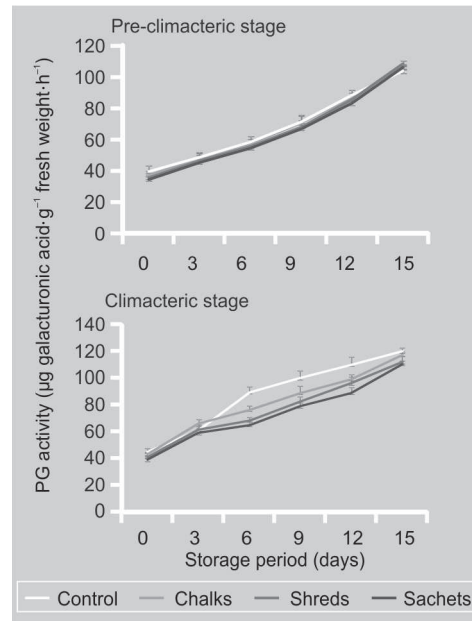 Pre-climacteric stage
120
100
80
60
40
20
0
0 3 6 9 12 15
Climacteric stage
140
120
100
80
60
40
20
0
0 3 6 9 12 15
Storage period (days)
PG activity (µg galacturonic acid·g⁻¹ fresh weight·h⁻¹)
Control Chalks Shreds Sachets